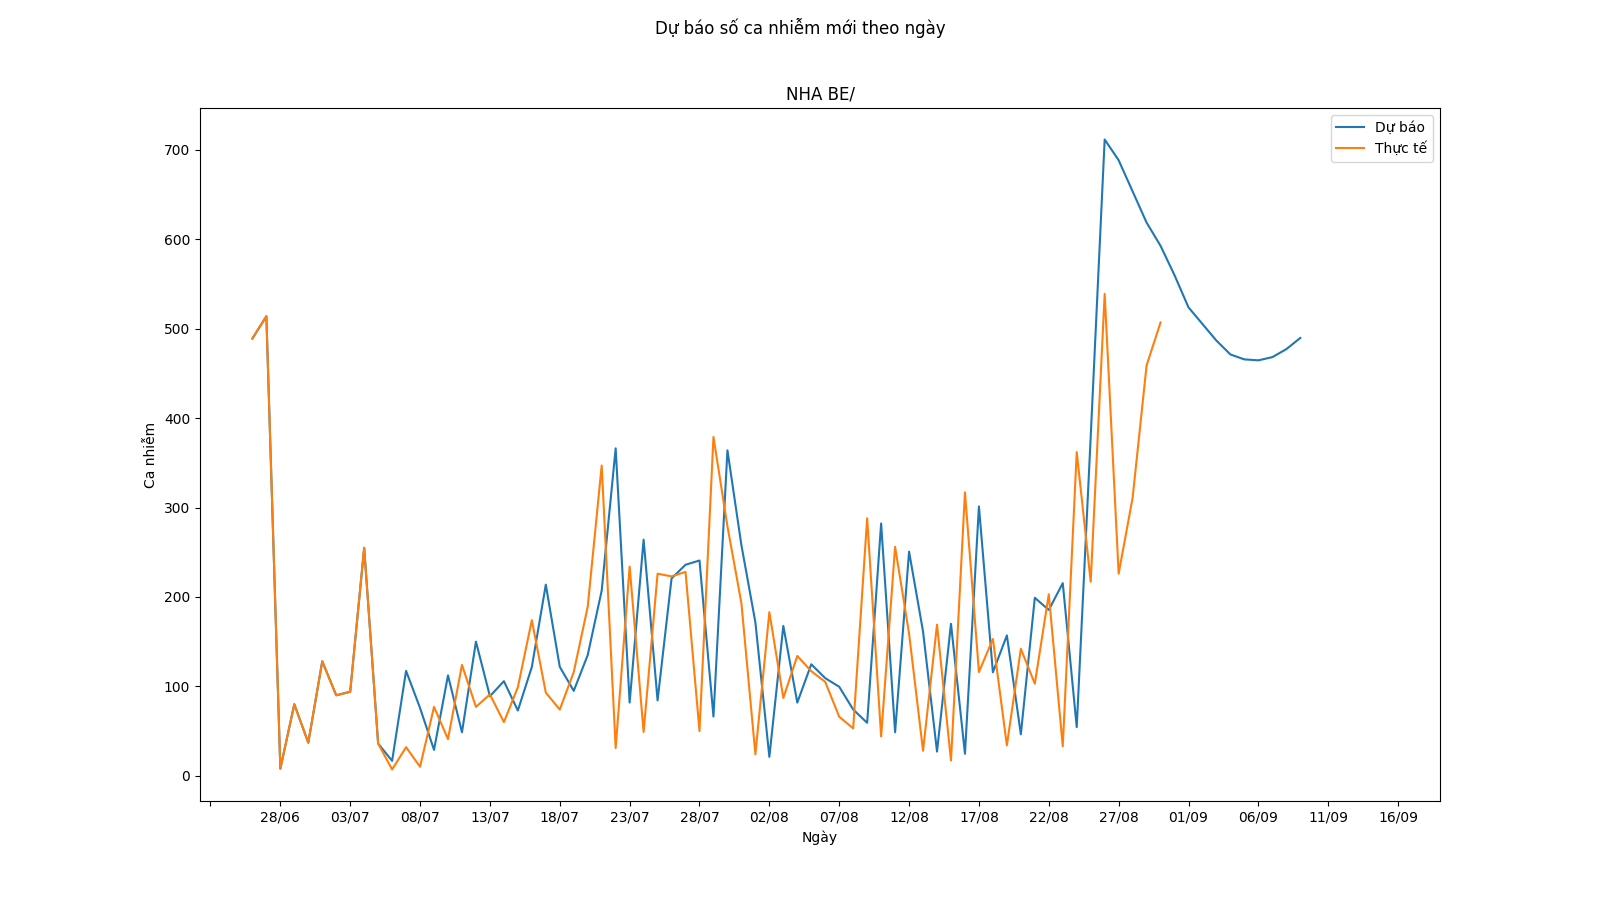 Dự báo số ca nhiễm mới theo ngày
NHA BE/
Dự báo
Thực tế
700
600
500
400
300
200
100
0
Ca nhiễm
28/06 03/07 08/07 13/07 18/07 23/07 28/07 02/08 07/08 12/08 17/08 22/08 27/08 01/09 06/09 11/09 16/09
Ngày